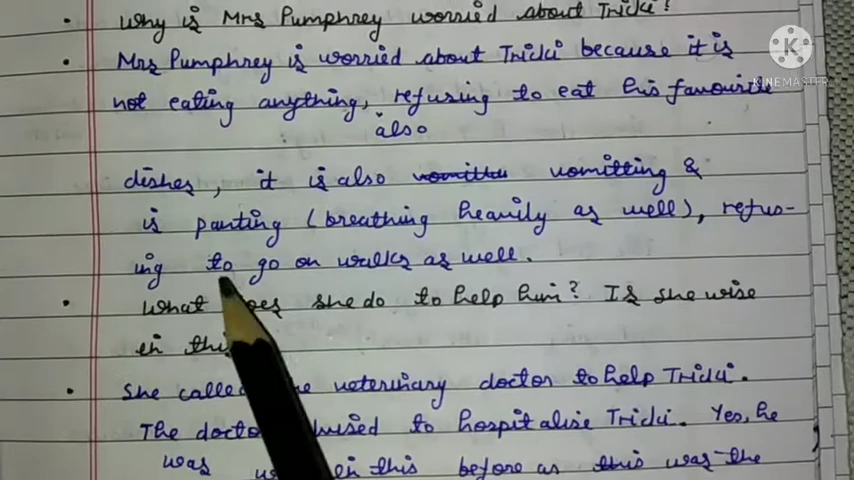 why is Mrs Pumphrey worried about Tricki?
Mrs Pumphrey is worried about Tricki because it is
not eating anything, refusing to eat his favourite
also
dishes, it is also vomitting &
is panting (breathing heavily as well), refus-
ing to go on walks as well.
What does she do to help him? Is she wise
in this
She called the veterinary doctor to help Tricki.
The doctor to hospitalise Tricki. Yes, he
was in this before as this was the
K
KINEMASTER